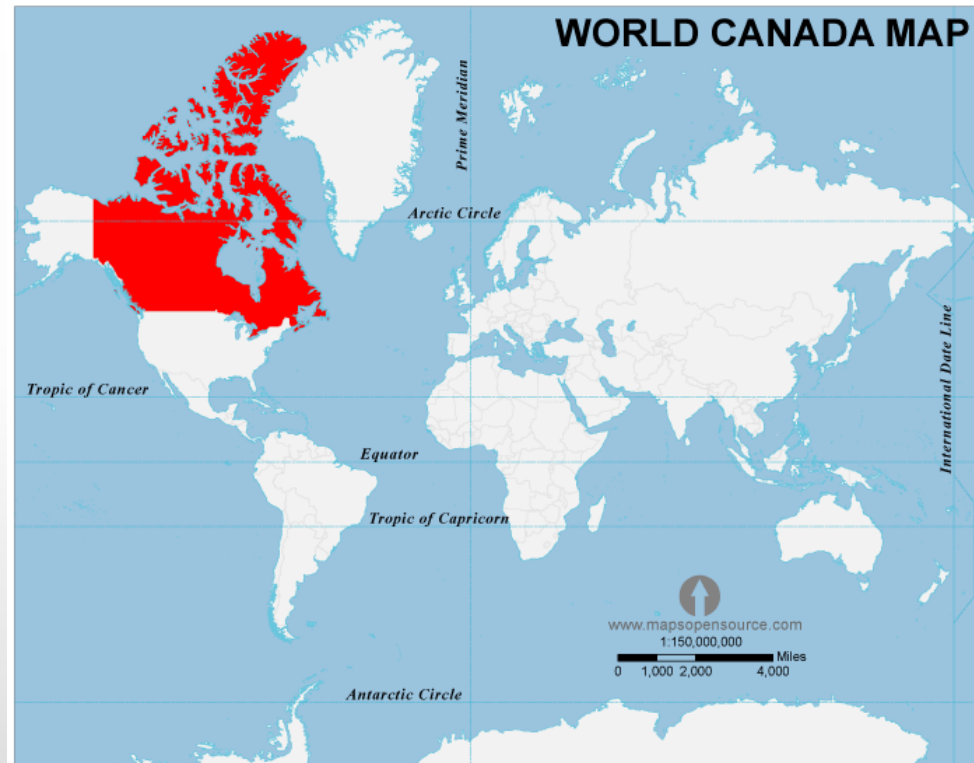 WORLD CANADA MAP
Prime Meridian
Arctic Circle
International Date Line
Tropic of Cancer
Equator
Tropic of Capricorn
www.mapsopensource.com
1:150,000,000
Miles
0 1,000 2,000 4,000
Antarctic Circle